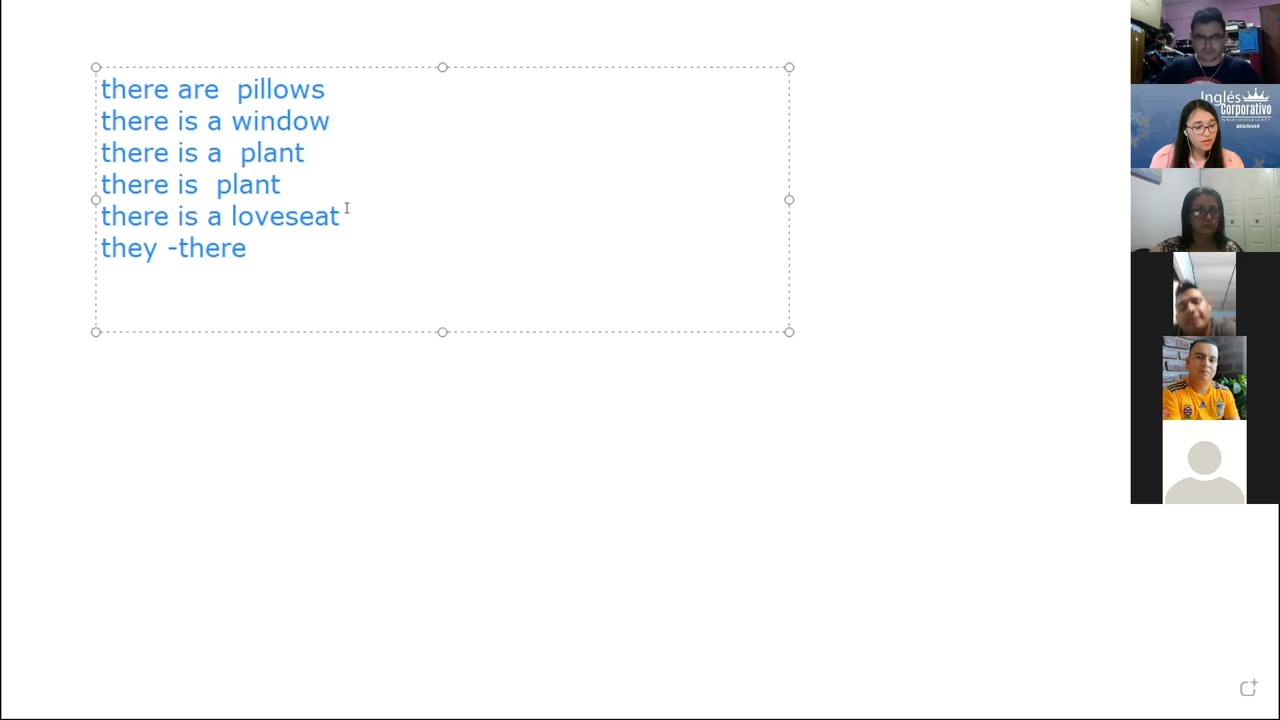 there are pillows
there is a window
there is a plant
there is plant
there is a loveseat
they -there
Inglés
Corporativo
BEGINNER